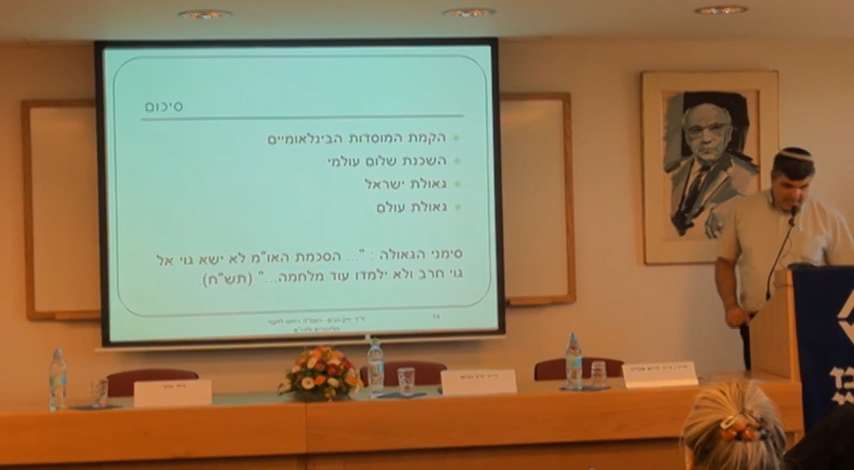 סיכום
הקמת המוסדות הבינלאומיים
השכנת שלום עולמי
גאולת ישראל
גאולת עולם
סימני הגאולה : "... הסכמת האו"מ לא ישא גוי אל
גוי חרב ולא ילמדו עוד מלחמה..." (תש"ח).